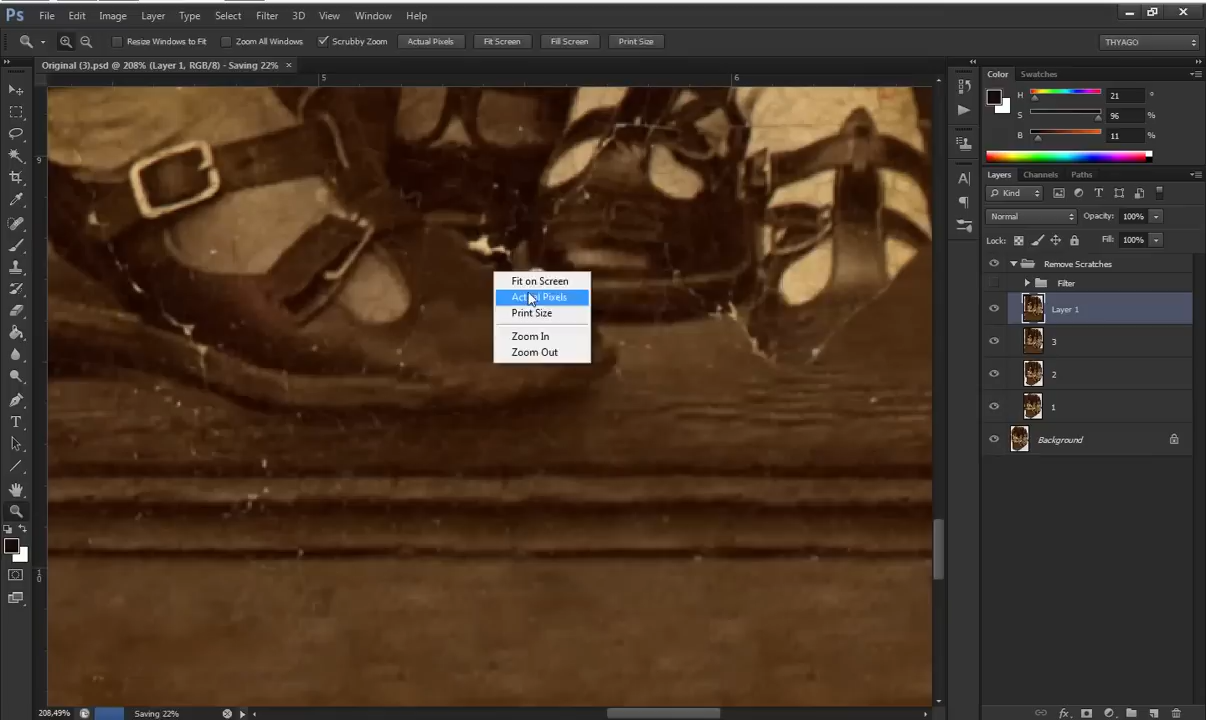 Ps File Edit Image Layer Type Select Filter 3D View Window Help
Resize Windows to Fit Zoom All Windows Scrubby Zoom Actual Pixels Fit Screen Fill Screen Print Size THYAGO
Original (3).psd @ 208% (Layer 1, RGB/8) - Saving 22% ×
5 6
9
10
Fit on Screen
Actual Pixels
Print Size
Zoom In
Zoom Out
Color Swatches
H 21 °
S 96 %
B 11 %
Layers Channels Paths
Kind
Normal Opacity: 100%
Lock: Fill: 100%
Remove Scratches
Filter
Layer 1
3
2
1
Background
208,49% Saving 22%